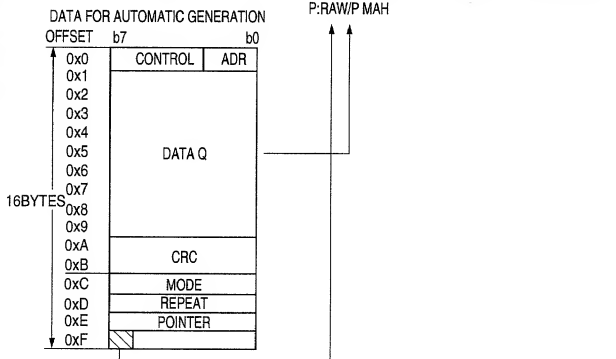 P:RAW/P MAH
DATA FOR AUTOMATIC GENERATION
OFFSET b7 b0
0x0 CONTROL ADR
0x1
0x2
0x3
0x4
0x5 DATA Q
0x6
0x7
16BYTES
0x8
0x9
0xA
CRC
0xB
0xC MODE
0xD REPEAT
0xE POINTER
0xF